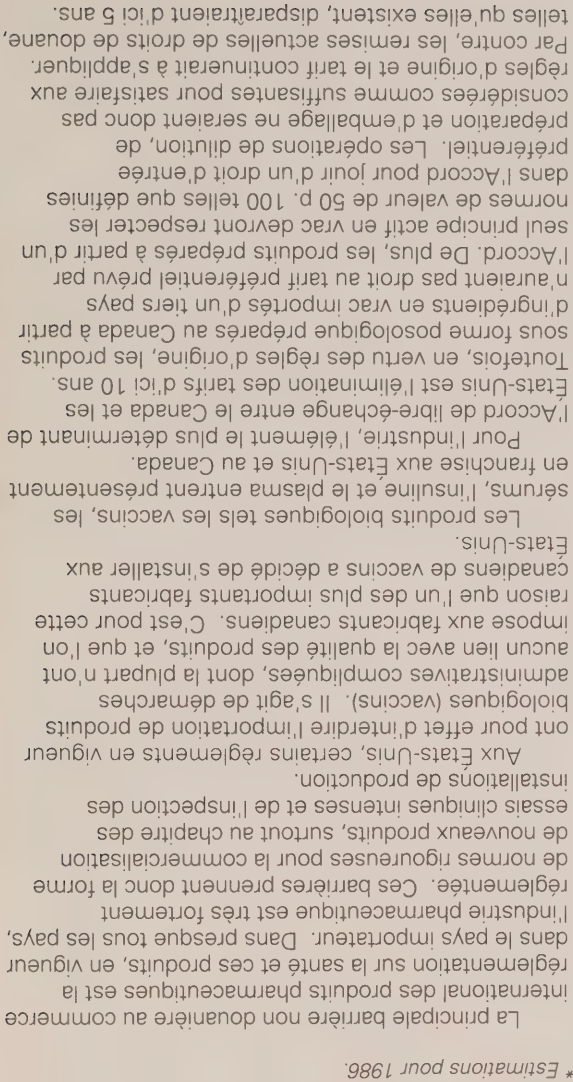 * Estimations pour 1986.
La principale barrière non douanière au commerce
international des produits pharmaceutiques est la
réglementation sur la santé et ces produits, en vigueur
dans le pays importateur. Dans presque tous les pays,
l'industrie pharmaceutique est très fortement
réglementée. Ces barrières prennent donc la forme
de normes rigoureuses pour la commercialisation
de nouveaux produits, surtout au chapitre des
essais cliniques intenses et de l'inspection des
installations de production.
Aux États-Unis, certains règlements en vigueur
ont pour effet d'interdire l'importation de produits
biologiques (vaccins). Il s'agit de démarches
administratives compliquées, dont la plupart n'ont
aucun lien avec la qualité des produits, et que l'on
impose aux fabricants canadiens. C'est pour cette
raison que l'un des plus importants fabricants
canadiens de vaccins a décidé de s'installer aux
États-Unis.
Les produits biologiques tels les vaccins, les
sérums, l'insuline et le plasma entrent présentement
en franchise aux États-Unis et au Canada.
Pour l'industrie, l'élément le plus déterminant de
l'Accord de libre-échange entre le Canada et les
États-Unis est l'élimination des tarifs d'ici 10 ans.
Toutefois, en vertu des règles d'origine, les produits
sous forme posologique préparés au Canada à partir
d'ingrédients en vrac importés d'un tiers pays
n'auraient pas droit au tarif préférentiel prévu par
l'Accord. De plus, les produits préparés à partir d'un
seul principe actif en vrac devront respecter les
normes de valeur de 50 p. 100 telles que définies
dans l'Accord pour jouir d'un droit d'entrée
préférentiel. Les opérations de dilution, de
préparation et d'emballage ne seraient donc pas
considérées comme suffisantes pour satisfaire aux
règles d'origine et le tarif continuerait à s'appliquer.
Par contre, les remises actuelles de droits de douane,
telles qu'elles existent, disparaîtraient d'ici 5 ans.